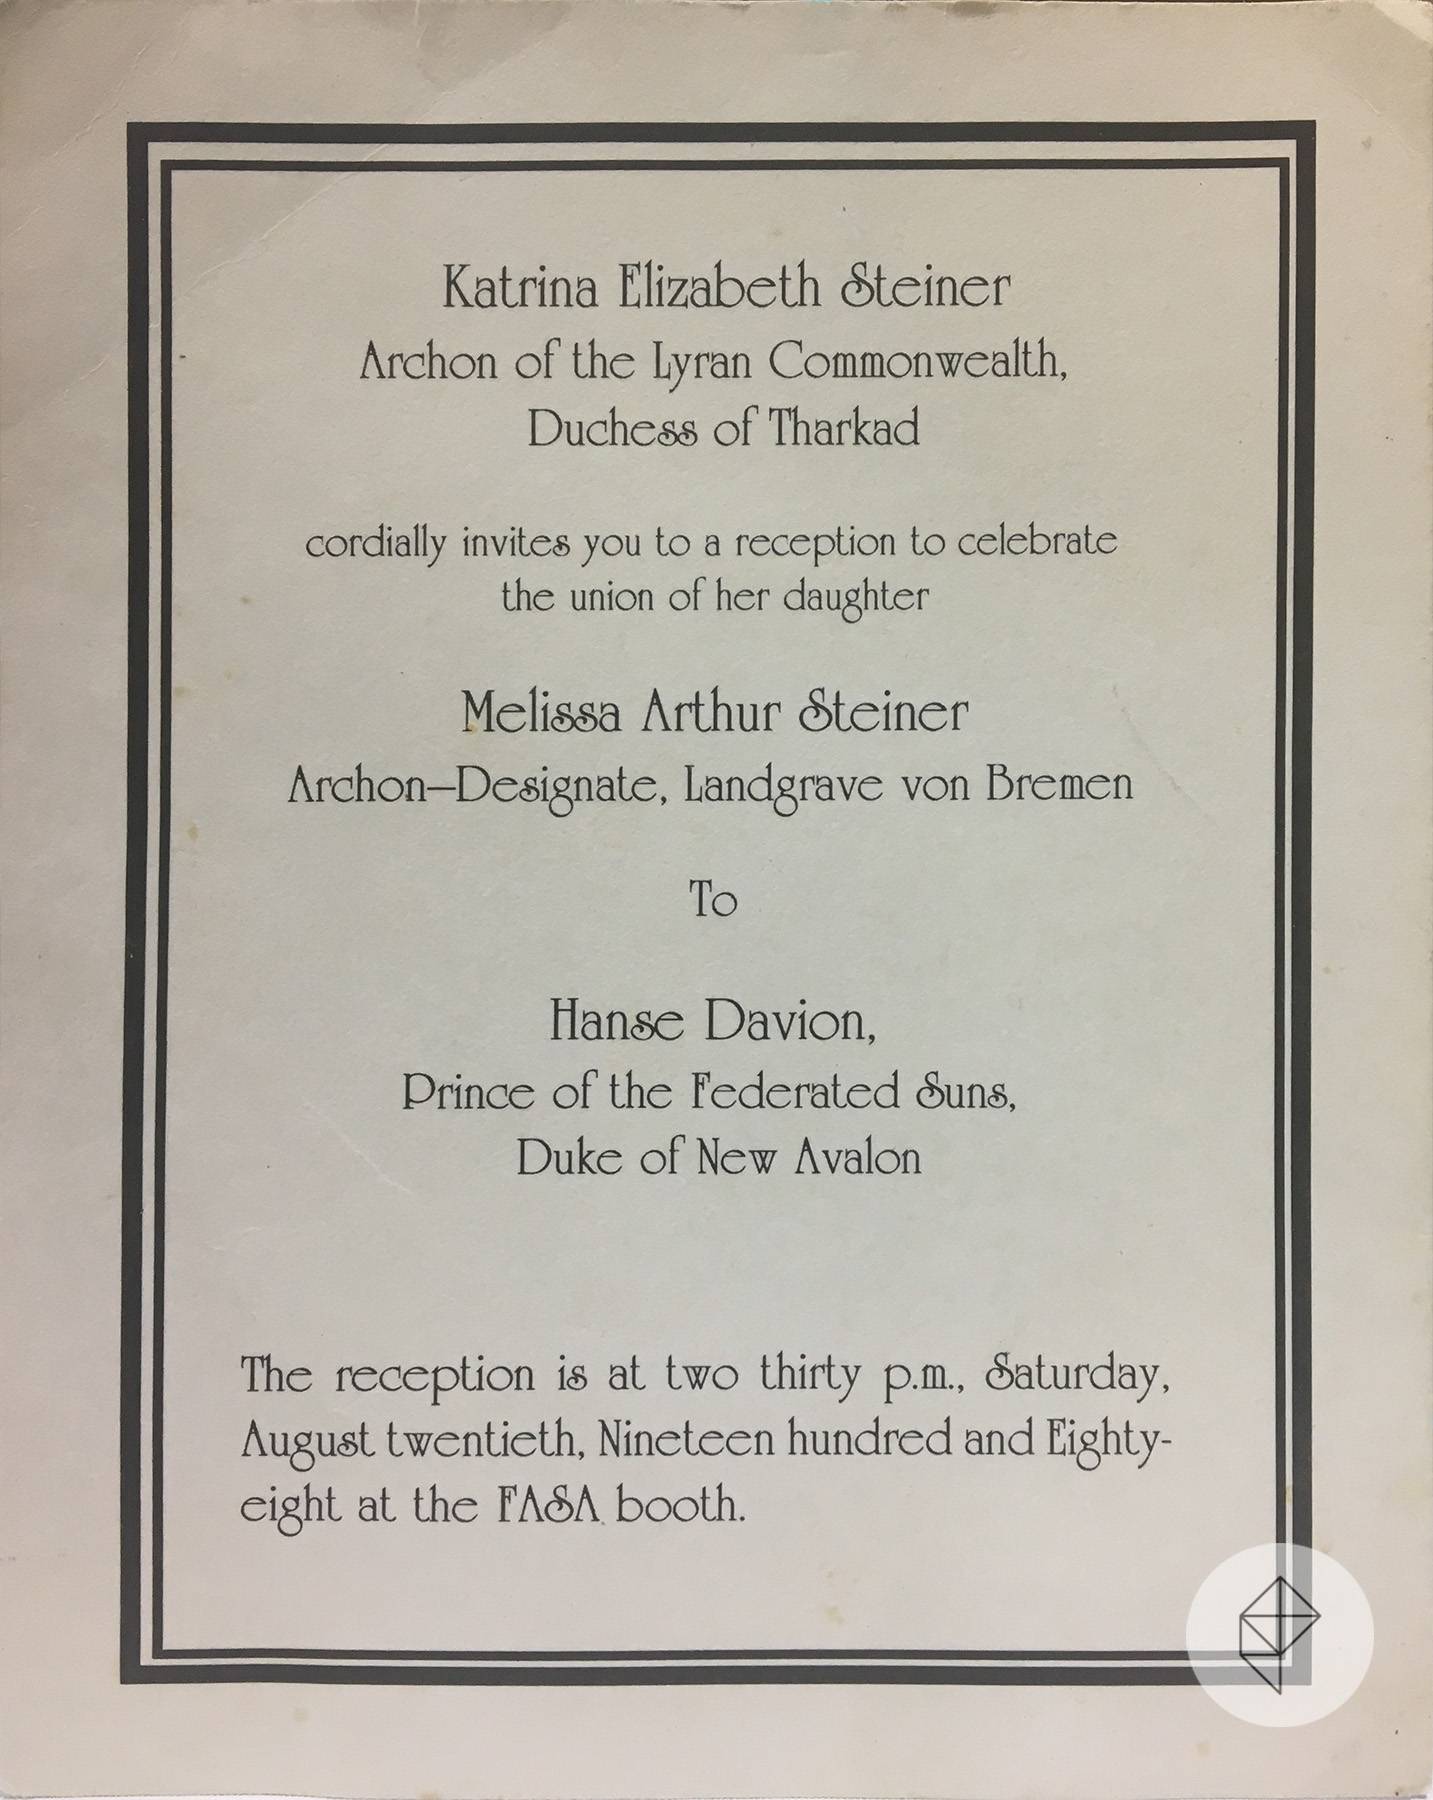 Katrina Elizabeth Steiner
Archon of the Lyran Commonwealth,
Duchess of Tharkad
cordially invites you to a reception to celebrate
the union of her daughter
Melissa Arthur Steiner
Archon–Designate, Landgrave von Bremen
To
Hanse Davion,
Prince of the Federated Suns,
Duke of New Avalon
The reception is at two thirty p.m., Saturday,
August twentieth, Nineteen hundred and Eighty-
eight at the FASA booth.